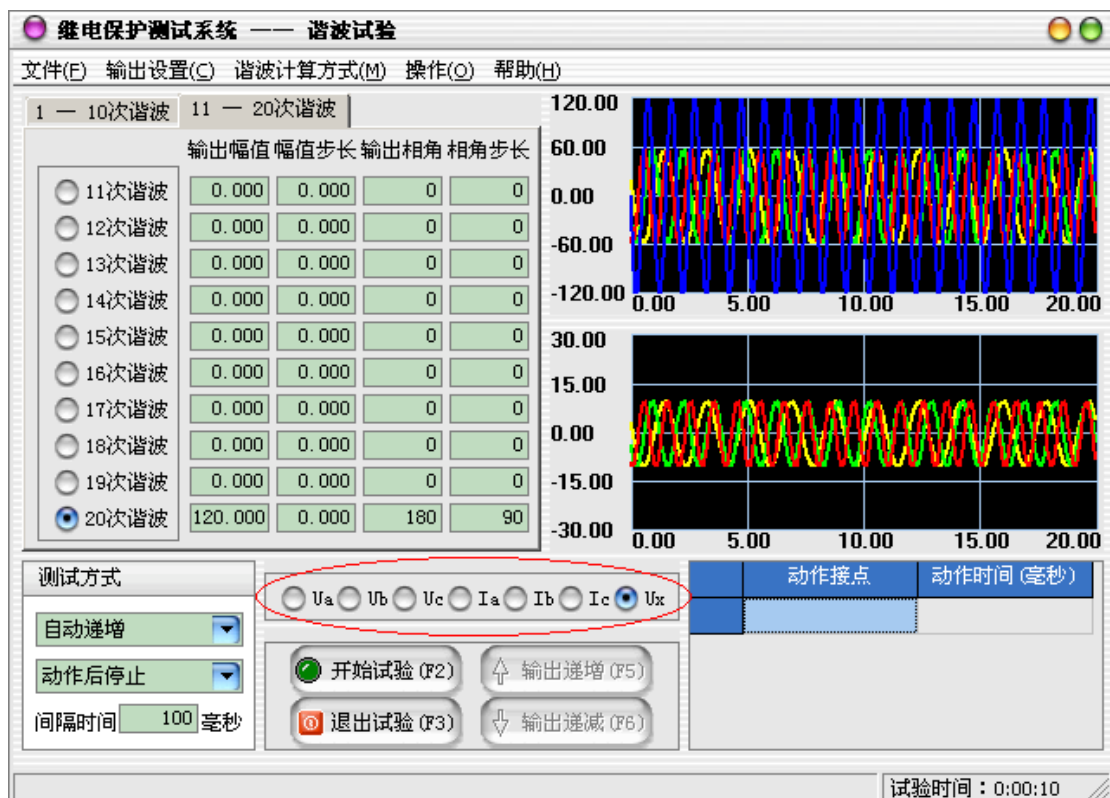 继电保护测试系统 —— 谐波试验
文件(F) 输出设置(C) 谐波计算方式(M) 操作(O) 帮助(H)
1 — 10次谐波 11 — 20次谐波
输出幅值 幅值步长 输出相角 相角步长
11次谐波 0.000 0.000 0 0
12次谐波 0.000 0.000 0 0
13次谐波 0.000 0.000 0 0
14次谐波 0.000 0.000 0 0
15次谐波 0.000 0.000 0 0
16次谐波 0.000 0.000 0 0
17次谐波 0.000 0.000 0 0
18次谐波 0.000 0.000 0 0
19次谐波 0.000 0.000 0 0
20次谐波 120.000 0.000 180 90
120.00
60.00
0.00
-60.00
-120.00
0.00 5.00 10.00 15.00 20.00
30.00
15.00
0.00
-15.00
-30.00
0.00 5.00 10.00 15.00 20.00
测试方式
自动递增
动作后停止
间隔时间 100 毫秒
Ua Ub Uc Ia Ib Ic Ux
开始试验(F2) 输出递增(F5)
退出试验(F3) 输出递减(F6)
动作接点 动作时间(毫秒)
试验时间：0:00:10